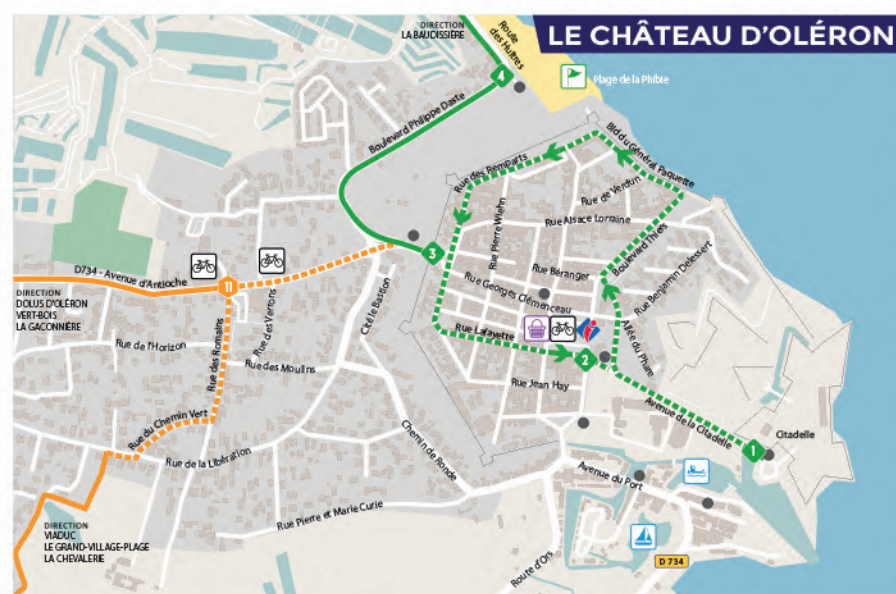 LE CHÂTEAU D'OLÉRON
DIRECTION
LA BAUDISSIÈRE
Route
des Huîtres
4
Plage de la Phibie
Boulevard Philippe Daste
Bld du Général Paquette
Rue des Remparts
Rue de Verdun
Rue Pierre Wiehn
Rue Alsace Lorraine
3
Boulevard Thiers
Rue Benjamin Delessert
D734 - Avenue d'Antioche
11
Rue Béranger
Rue Georges Clémenceau
DIRECTION
DOLUS D'OLÉRON
VERT-BOIS
LA GACONNIÈRE
Cité le Bastion
Rue des Verrons
Rue des Romains
Rue de l'Horizon
Rue Lafayette
Allée du Phare
2
Rue des Moulins
Rue Jean Hay
Rue du Chemin Vert
Avenue de la Citadelle
Citadelle
1
Rue de la Libération
Chemin de Ronde
Avenue du Port
Rue Pierre et Marie Curie
DIRECTION
VIADUC
LE GRAND-VILLAGE-PLAGE
LA CHEVALERIE
Route d'Ors
D 734